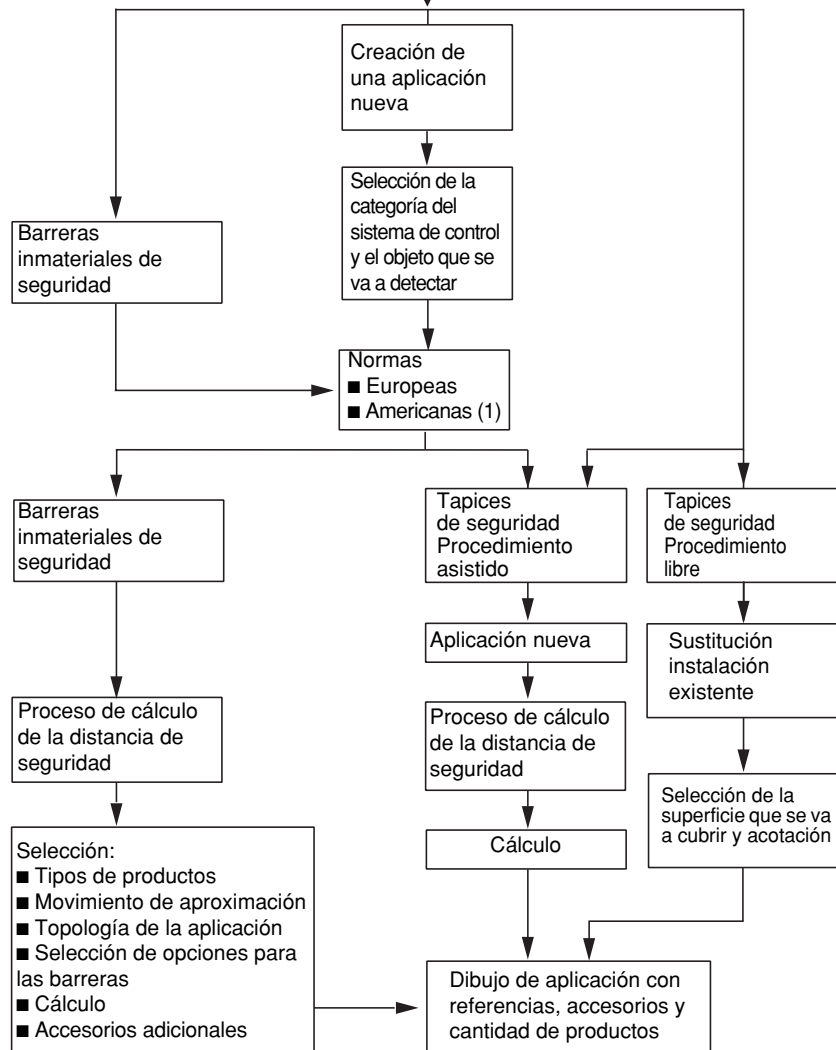 Creación de
una aplicación
nueva
Selección de la
categoría del
sistema de control
y el objeto que se
va a detectar
Barreras
inmateriales de
seguridad
Normas
■ Europeas
■ Americanas (1)
Barreras
inmateriales de
seguridad
Tapices
de seguridad
Procedimiento
asistido
Tapices
de seguridad
Procedimiento
libre
Aplicación nueva
Sustitución
instalación
existente
Proceso de cálculo
de la distancia de
seguridad
Proceso de cálculo
de la distancia de
seguridad
Selección de la
superficie que se va
a cubrir y acotación
Cálculo
Selección:
■ Tipos de productos
■ Movimiento de aproximación
■ Topología de la aplicación
■ Selección de opciones para
las barreras
■ Cálculo
■ Accesorios adicionales
Dibujo de aplicación con
referencias, accesorios y
cantidad de productos